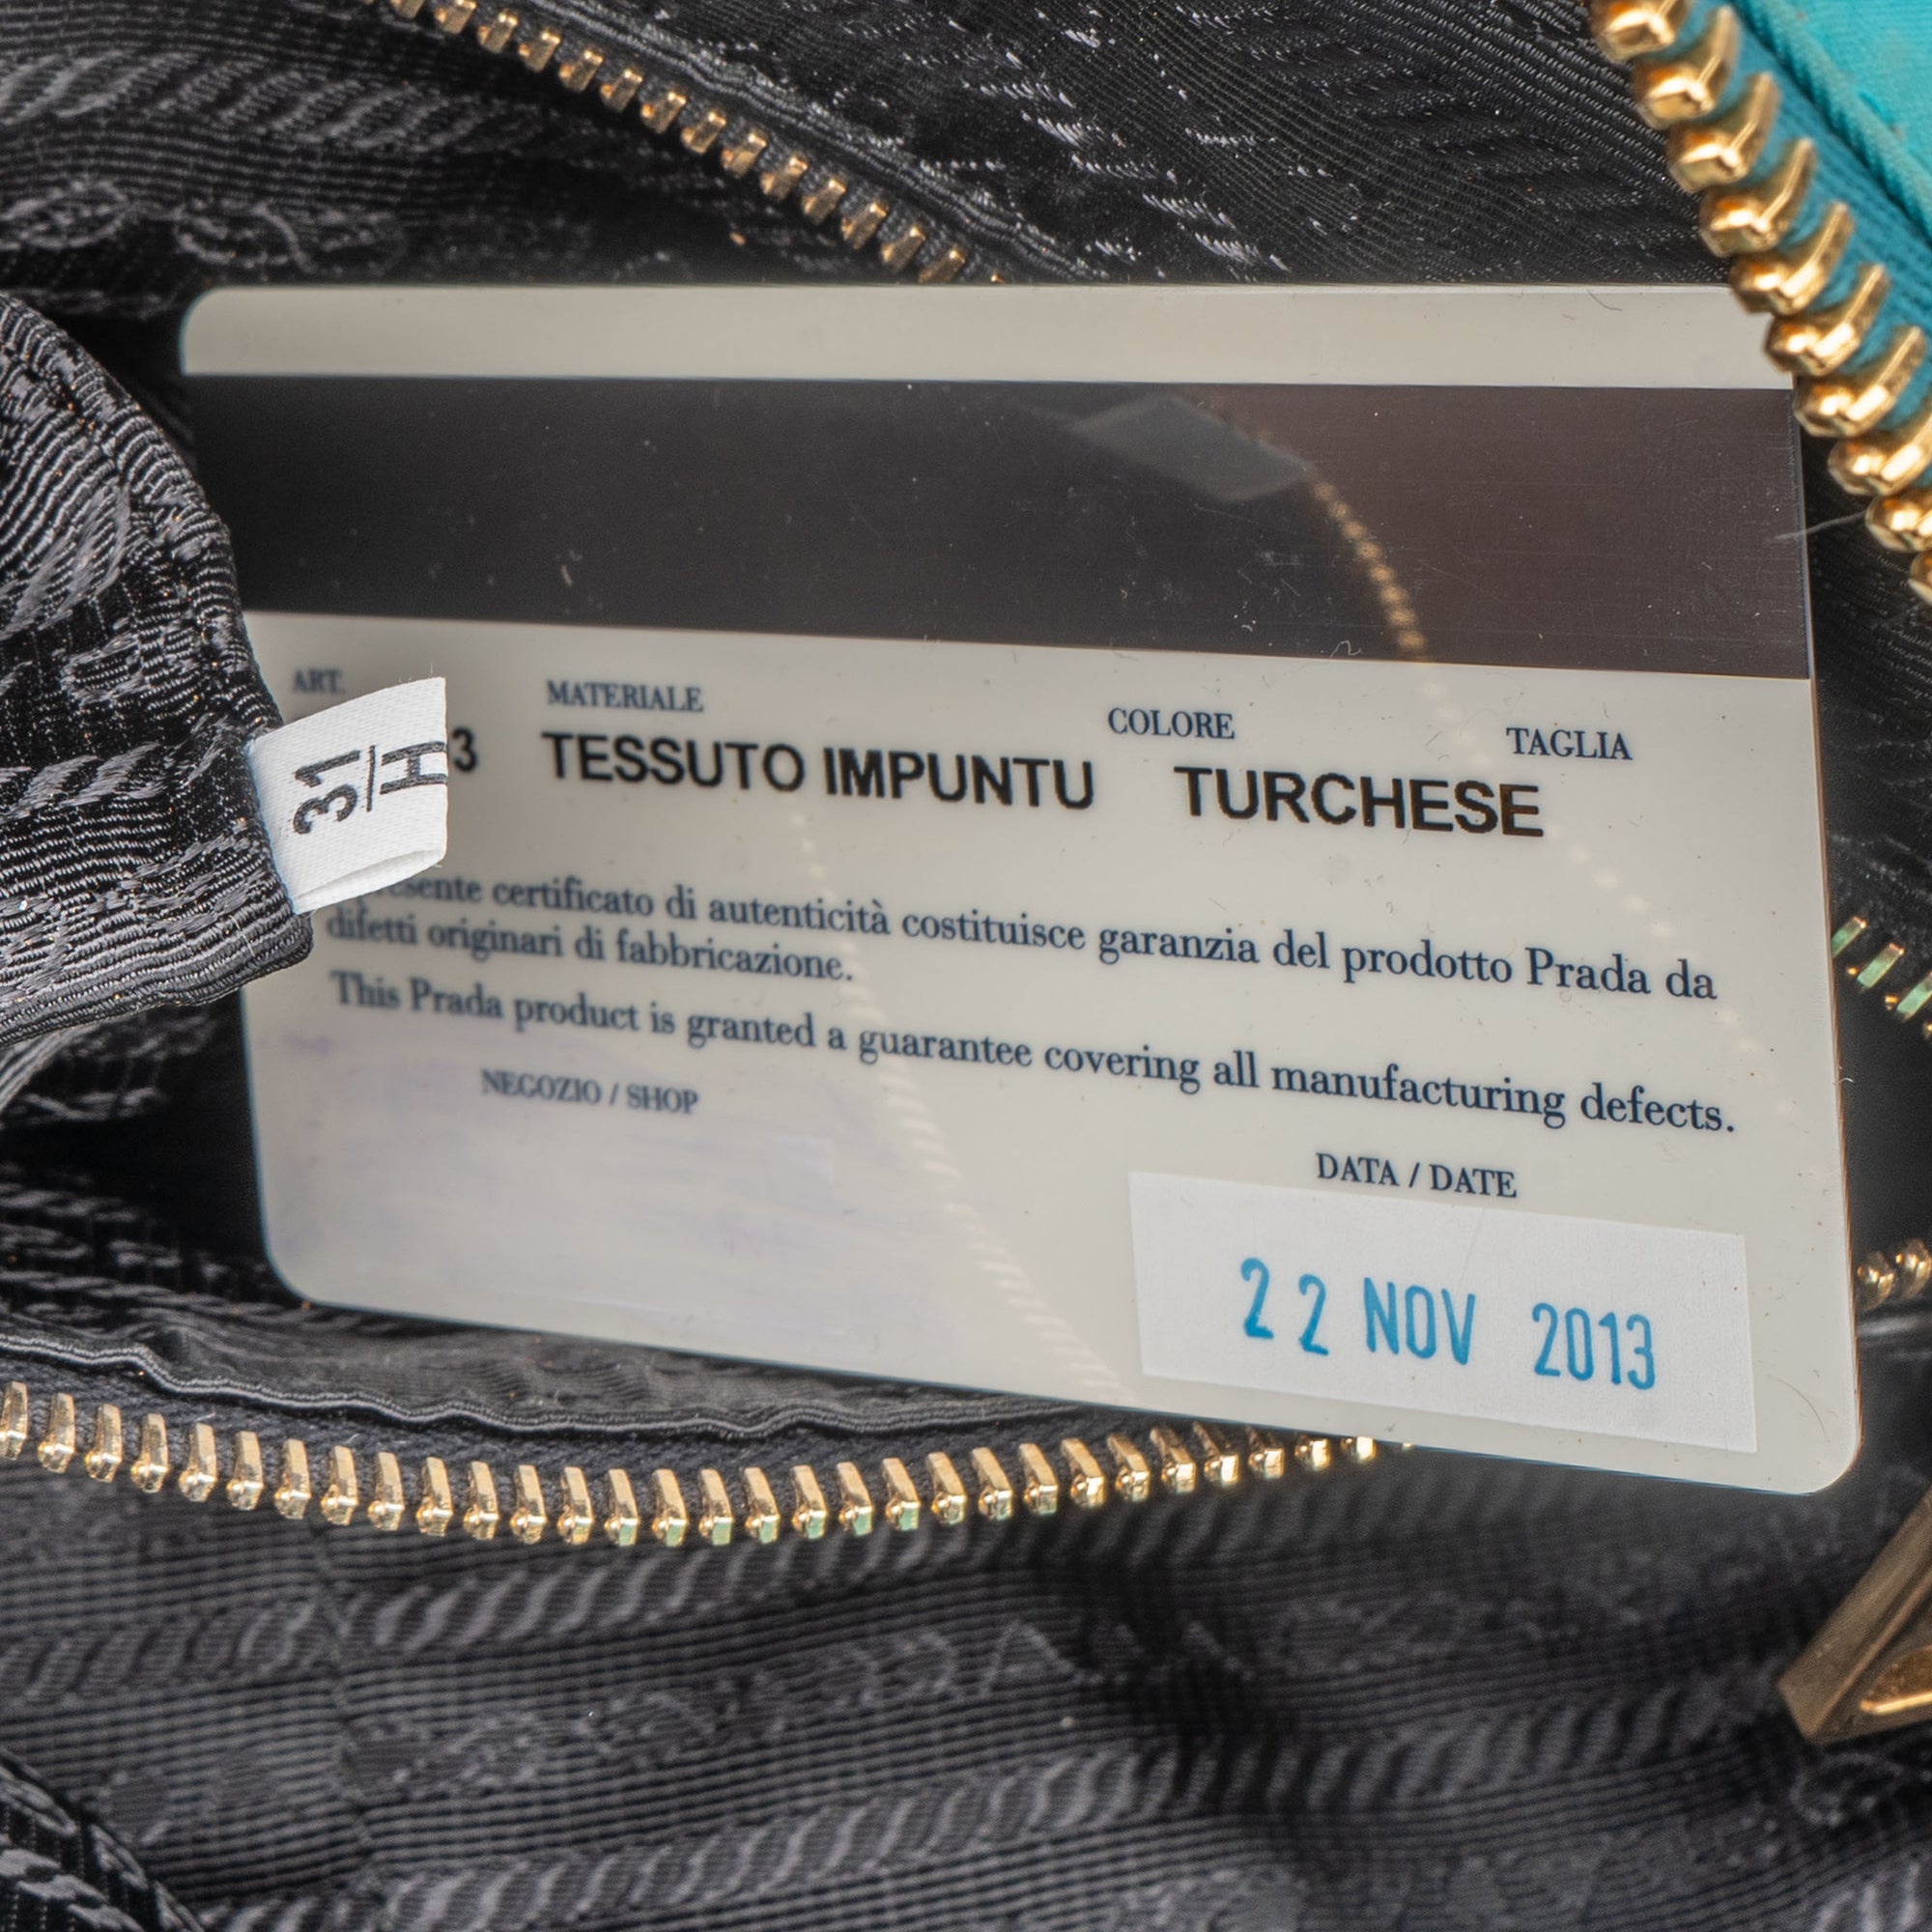 ART.
MATERIALE
COLORE
TAGLIA
3
TESSUTO IMPUNTU
TURCHESE
31
H
certificato di autenticità costituisce garanzia del prodotto Prada da
difetti originari di fabbricazione.
This Prada product is granted a guarantee covering all manufacturing defects.
NEGOZIO / SHOP
DATA / DATE
22 NOV 2013